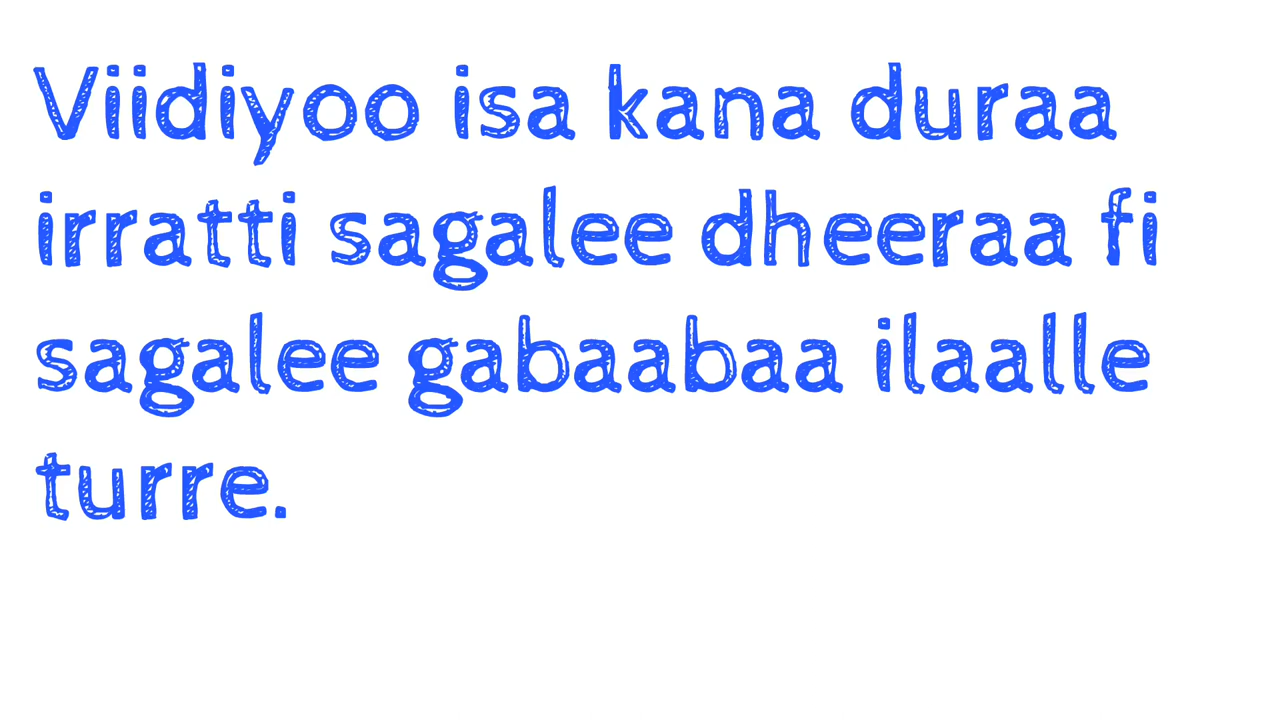 Viidiyoo isa kana duraa
irratti sagalee dheeraa fi
sagalee gabaabaa ilaalle
turre.